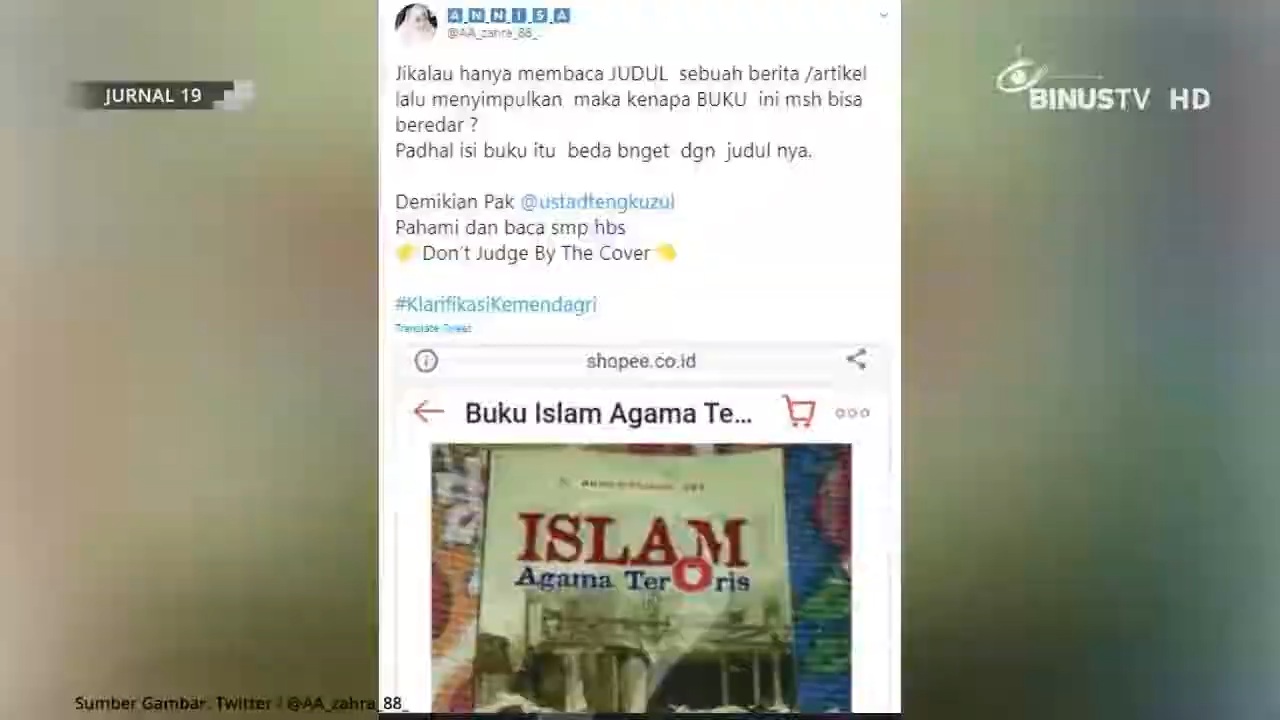 ANNISA
@AA_zahra_88_
JURNAL 19
BINUSTV HD
Jikalau hanya membaca JUDUL sebuah berita /artikel
lalu menyimpulkan maka kenapa BUKU ini msh bisa
beredar ?
Padhal isi buku itu beda bnget dgn judul nya.
Demikian Pak @ustadtengkuzul
Pahami dan baca smp hbs
👉 Don't Judge By The Cover 👈
#KlarifikasiKemendagri
Translate Tweet
shopee.co.id
Buku Islam Agama Te...
ISLAM
Agama TerOris
Sumber Gambar: Twitter / @AA_zahra_88_